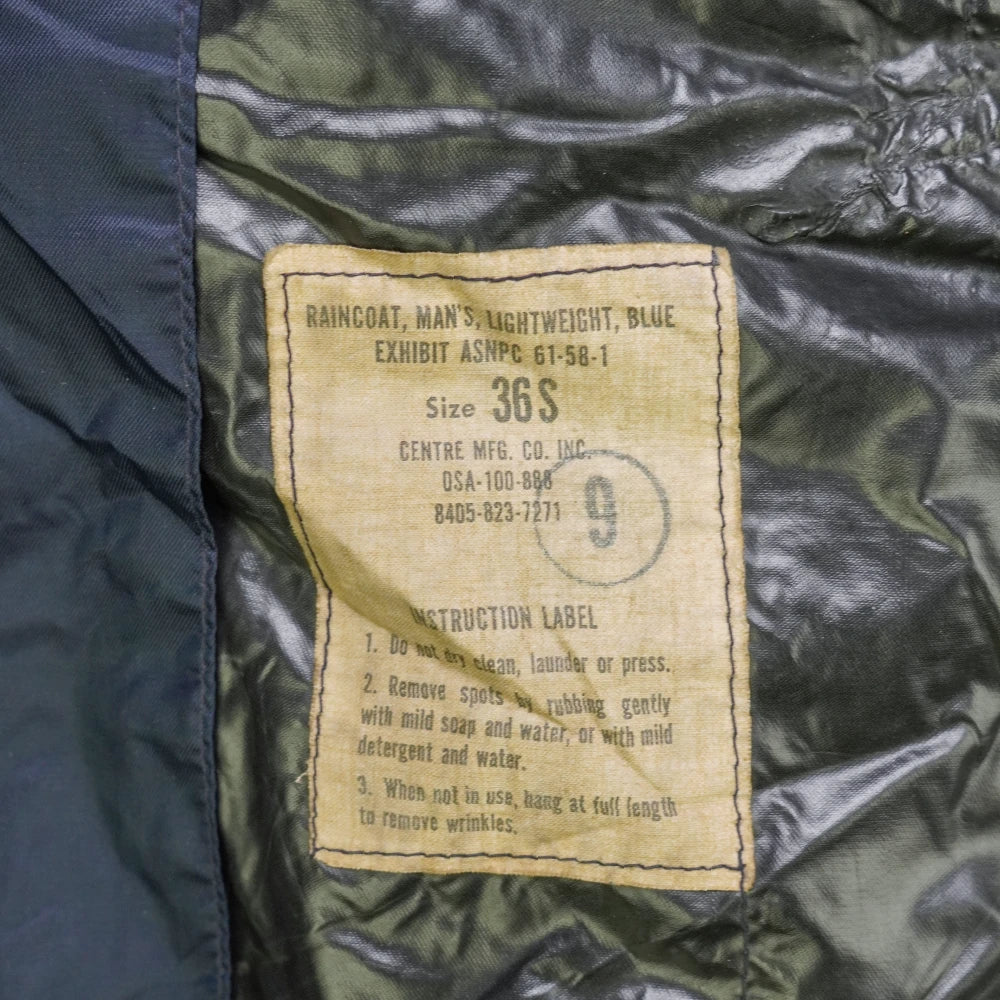 RAINCOAT, MAN'S, LIGHTWEIGHT, BLUE
EXHIBIT ASNPC 61-58-1
Size 36S
CENTRE MFG. CO. INC.
DSA-100-888
8405-823-7271
9
INSTRUCTION LABEL
1. Do not dry clean, launder or press.
2. Remove spots by rubbing gently
with mild soap and water, or with mild
detergent and water.
3. When not in use, hang at full length
to remove wrinkles.